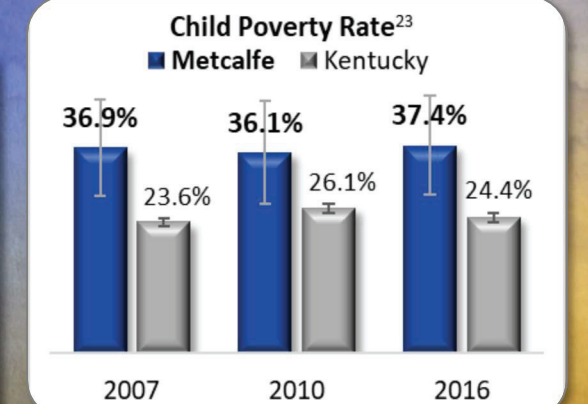 Child Poverty Rate23
Metcalfe Kentucky
36.9% 36.1% 37.4%
23.6% 26.1% 24.4%
2007 2010 2016